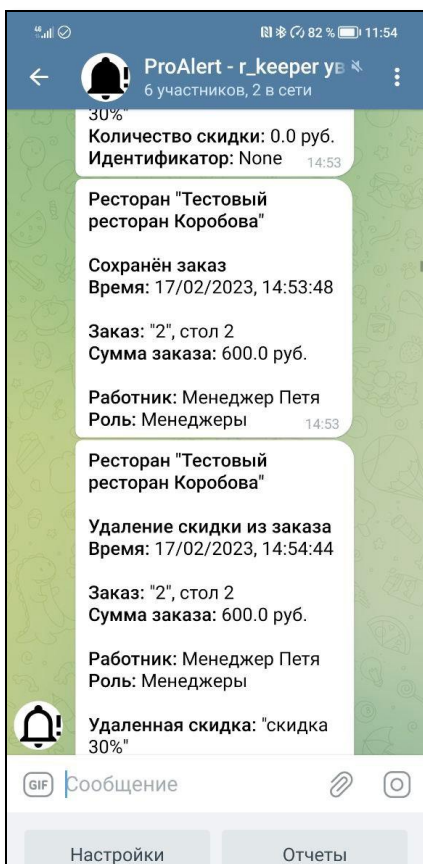 82 % 11:54
ProAlert - r_keeper ув
6 участников, 2 в сети
30%"
Количество скидки: 0.0 руб.
Идентификатор: None 14:53
Ресторан "Тестовый
ресторан Коробова"
Сохранён заказ
Время: 17/02/2023, 14:53:48
Заказ: "2", стол 2
Сумма заказа: 600.0 руб.
Работник: Менеджер Петя
Роль: Менеджеры 14:53
Ресторан "Тестовый
ресторан Коробова"
Удаление скидки из заказа
Время: 17/02/2023, 14:54:44
Заказ: "2", стол 2
Сумма заказа: 600.0 руб.
Работник: Менеджер Петя
Роль: Менеджеры
Удаленная скидка: "скидка
30%"
GIF Сообщение
Настройки Отчеты